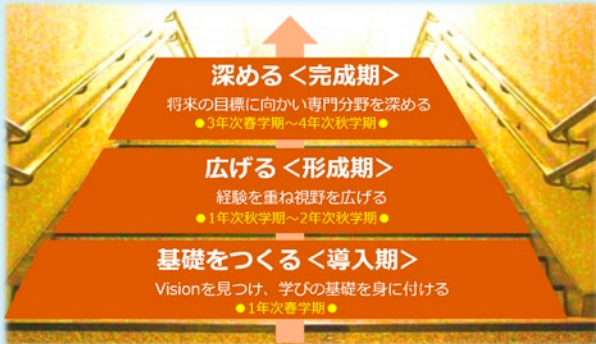 深める＜完成期＞
将来の目標に向かい専門分野を深める
●3年次春学期～4年次秋学期●
広げる＜形成期＞
経験を重ね視野を広げる
●1年次秋学期～2年次秋学期●
基礎をつくる＜導入期＞
Visionを見つけ、学びの基礎を身に付ける
●1年次春学期●